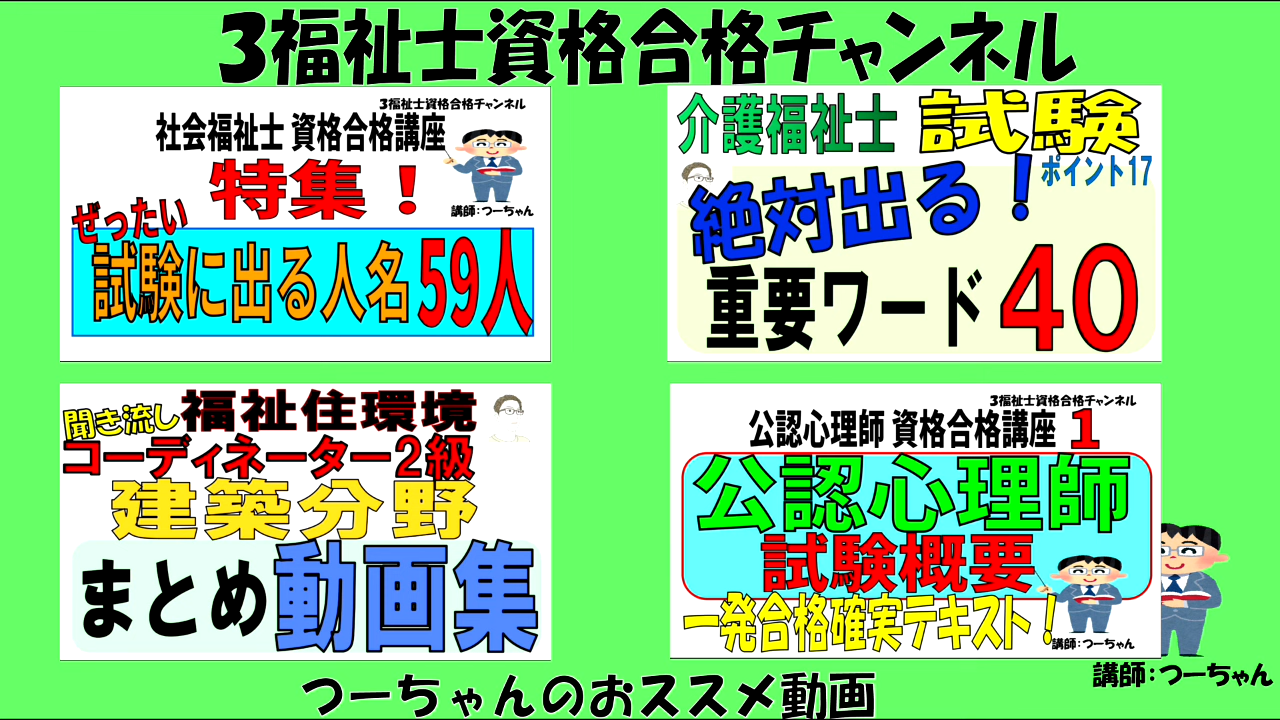 3福祉士資格合格チャンネル
3福祉士資格合格チャンネル
社会福祉士 資格合格講座
特集！
講師：つーちゃん
ぜったい
試験に出る人名59人
介護福祉士 試験
ポイント17
絶対出る！
重要ワード40
聞き流し 福祉住環境
コーディネーター2級
建築分野
まとめ動画集
3福祉士資格合格チャンネル
公認心理師 資格合格講座 1
公認心理師
試験概要
一発合格確実テキスト！
講師：つーちゃん
講師：つーちゃん
つーちゃんのおススメ動画